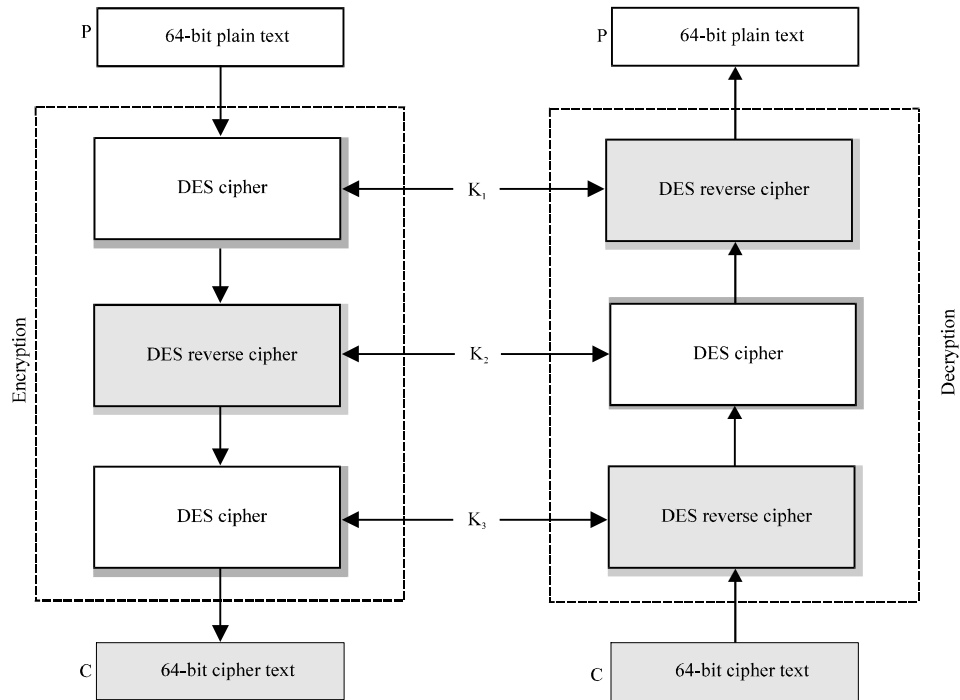 P
64-bit plain text
P
64-bit plain text
DES cipher
K₁
DES reverse cipher
Encryption
DES reverse cipher
K₂
DES cipher
Decryption
DES cipher
K₃
DES reverse cipher
C
64-bit cipher text
C
64-bit cipher text